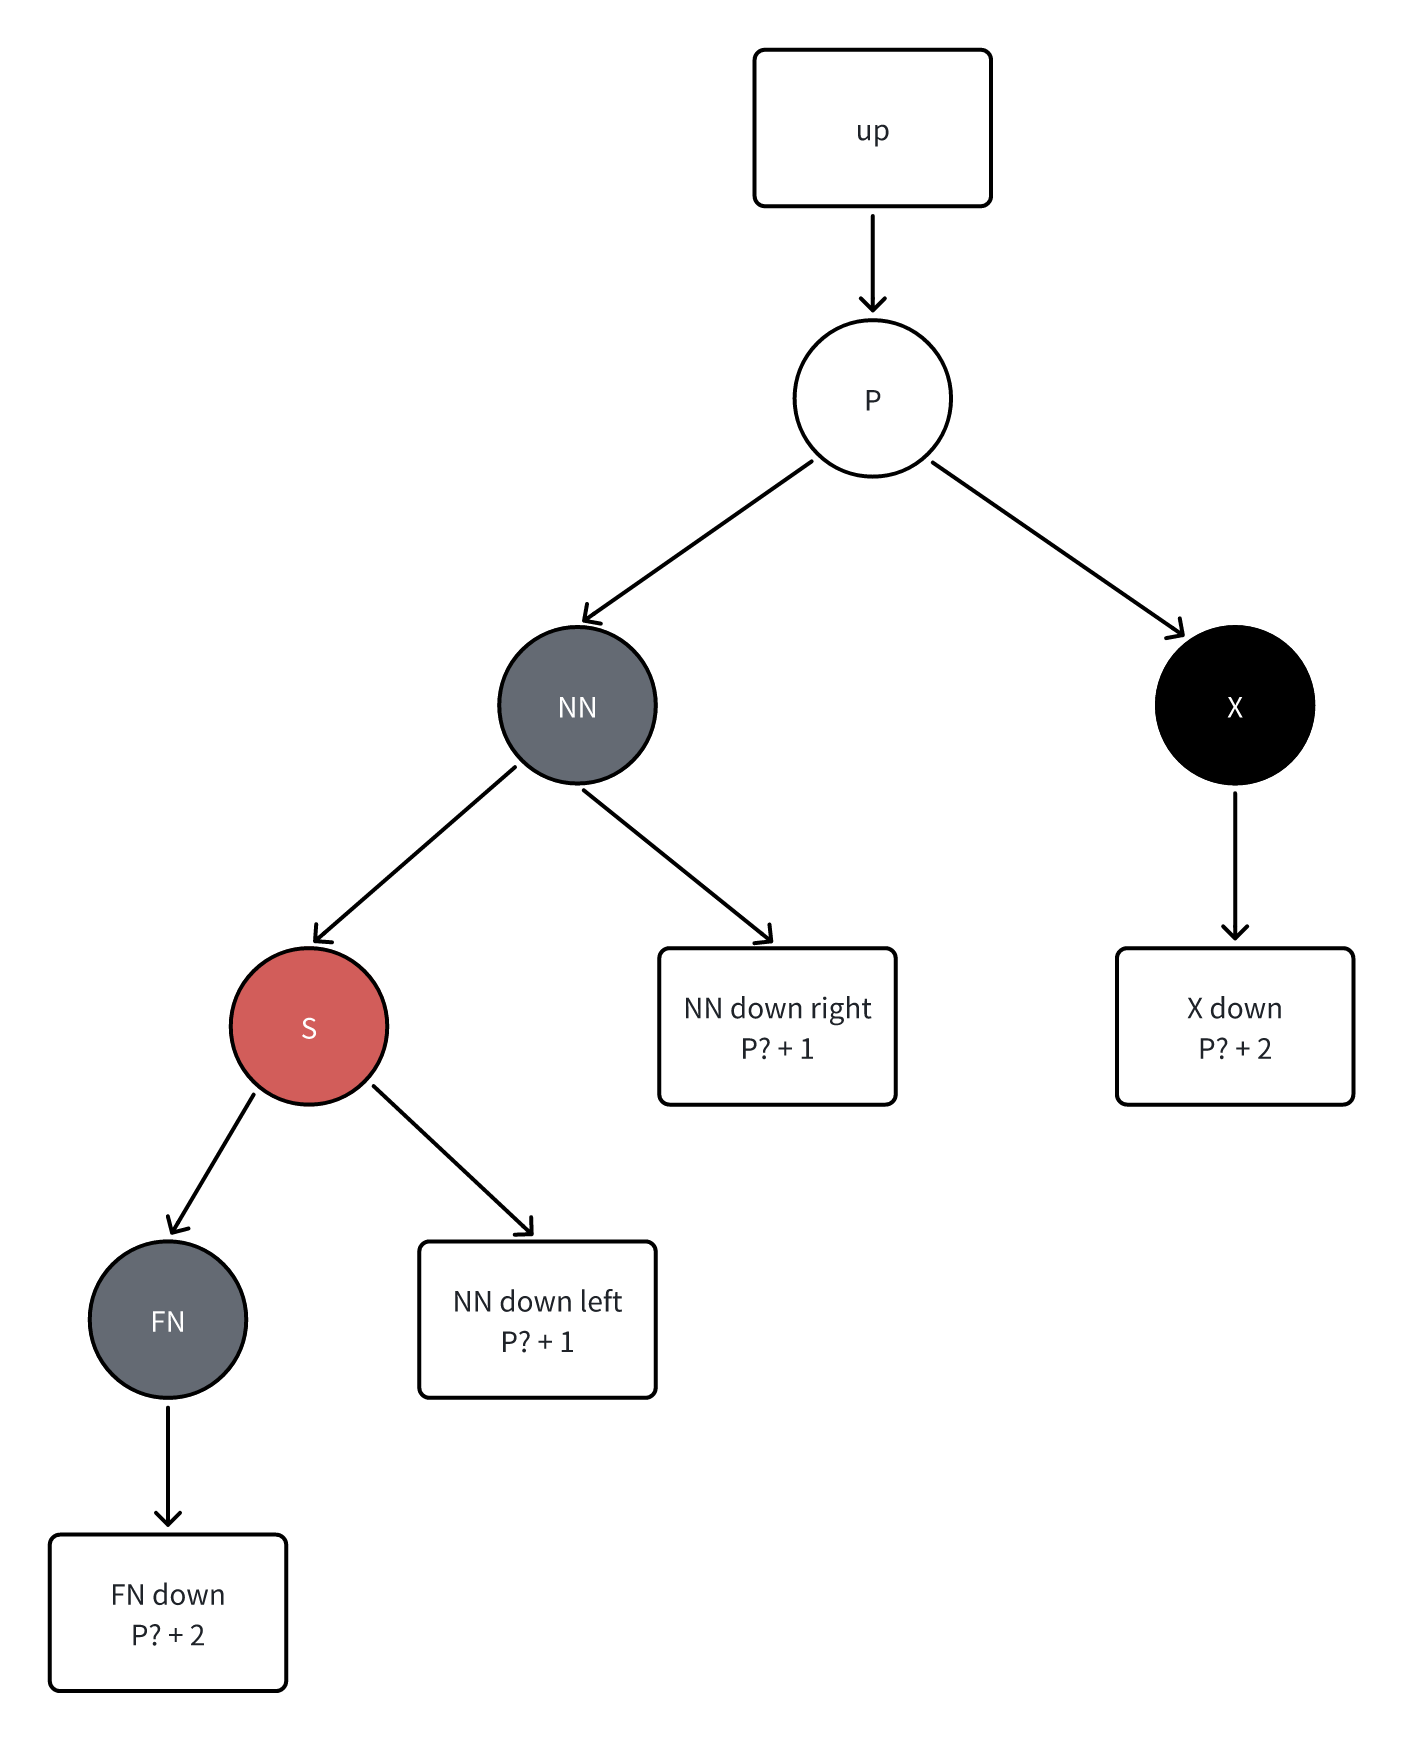 up
P
NN
X
S
NN down right
P? + 1
X down
P? + 2
FN
NN down left
P? + 1
FN down
P? + 2